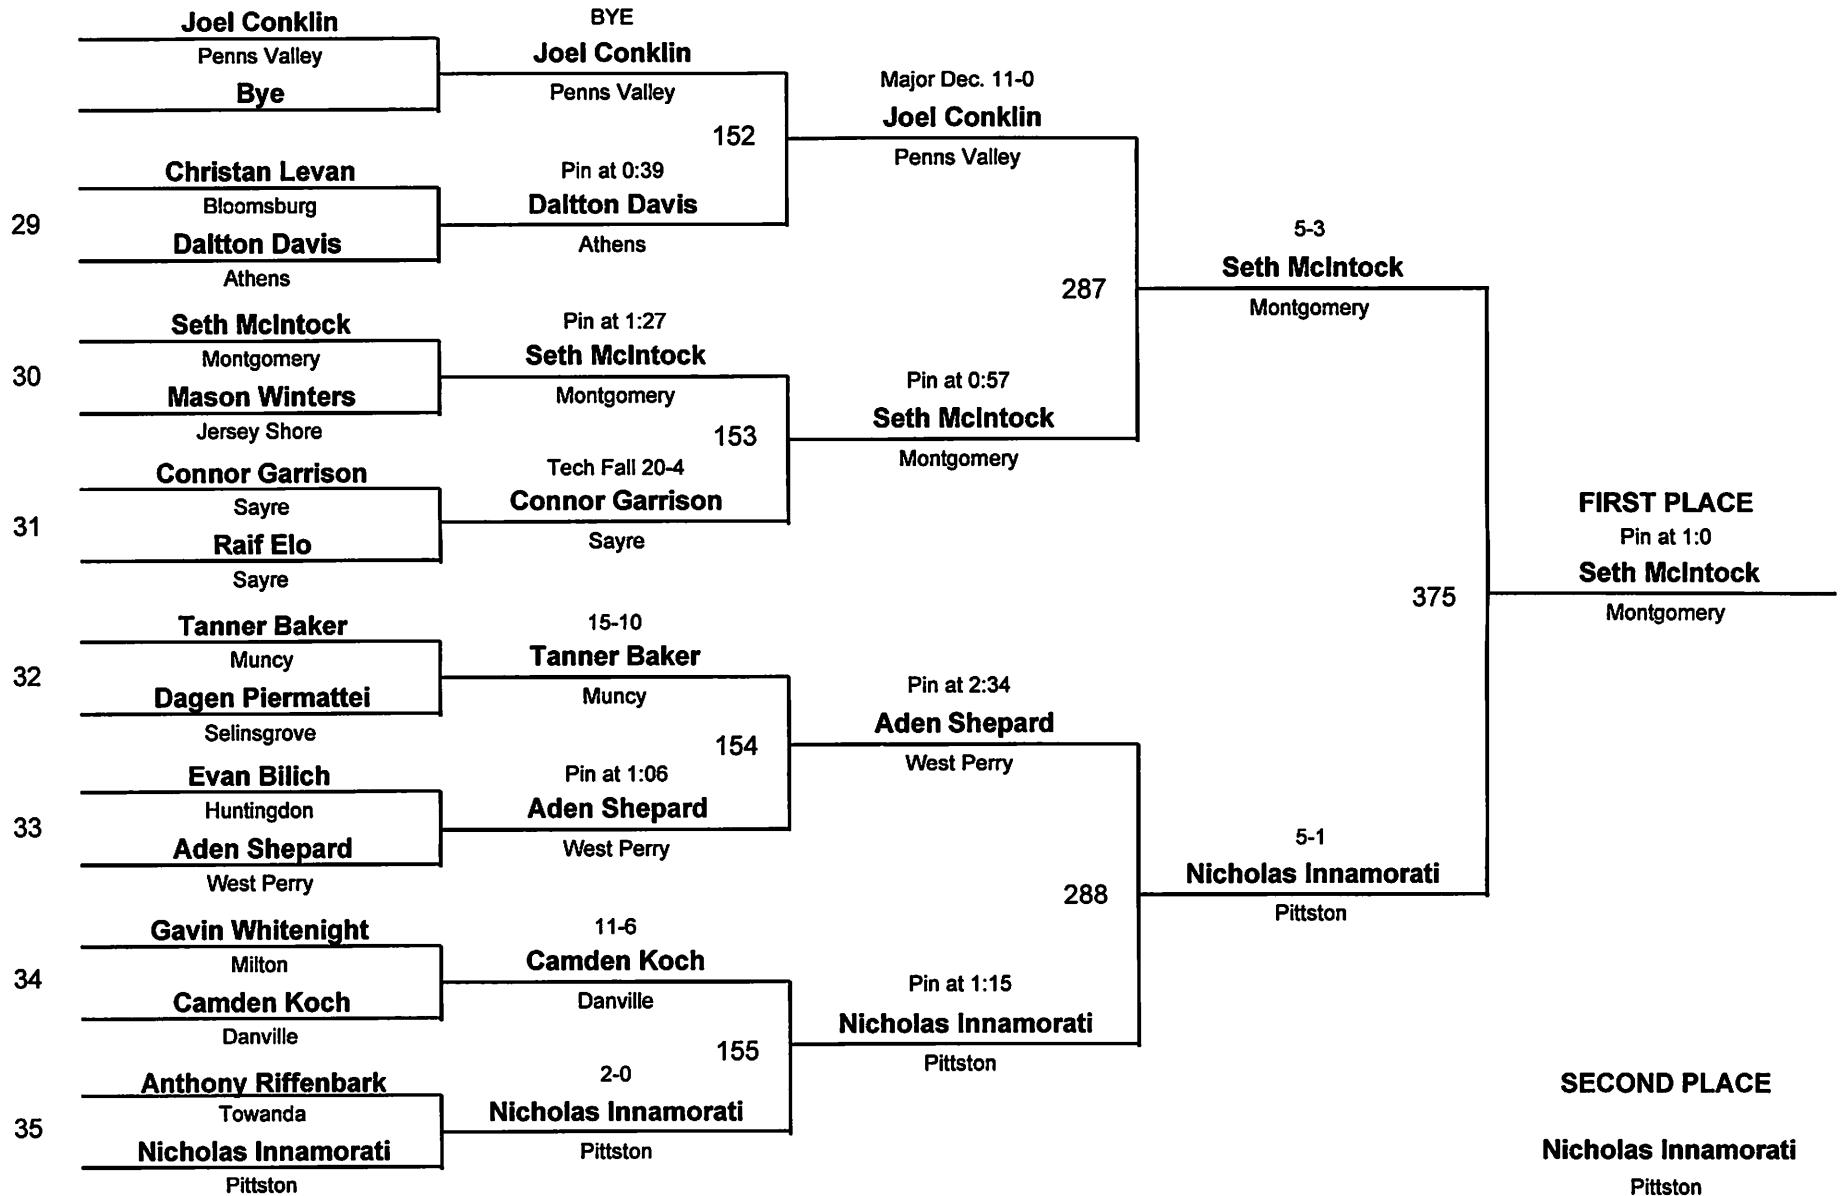 Joel Conklin
Penns Valley
Bye
29
Christan Levan
Bloomsburg
Daltton Davis
Athens
30
Seth McIntock
Montgomery
Mason Winters
Jersey Shore
31
Connor Garrison
Sayre
Raif Elo
Sayre
32
Tanner Baker
Muncy
Dagen Piermattei
Selinsgrove
33
Evan Bilich
Huntingdon
Aden Shepard
West Perry
34
Gavin Whitenight
Milton
Camden Koch
Danville
35
Anthony Riffenbark
Towanda
Nicholas Innamorati
Pittston
BYE
Joel Conklin
Penns Valley
152
Pin at 0:39
Daltton Davis
Athens
Pin at 1:27
Seth McIntock
Montgomery
153
Tech Fall 20-4
Connor Garrison
Sayre
15-10
Tanner Baker
Muncy
154
Pin at 1:06
Aden Shepard
West Perry
11-6
Camden Koch
Danville
155
2-0
Nicholas Innamorati
Pittston
Major Dec. 11-0
Joel Conklin
Penns Valley
287
Pin at 0:57
Seth McIntock
Montgomery
Pin at 2:34
Aden Shepard
West Perry
288
Pin at 1:15
Nicholas Innamorati
Pittston
5-3
Seth McIntock
Montgomery
375
5-1
Nicholas Innamorati
Pittston
FIRST PLACE
Pin at 1:0
Seth McIntock
Montgomery
SECOND PLACE
Nicholas Innamorati
Pittston